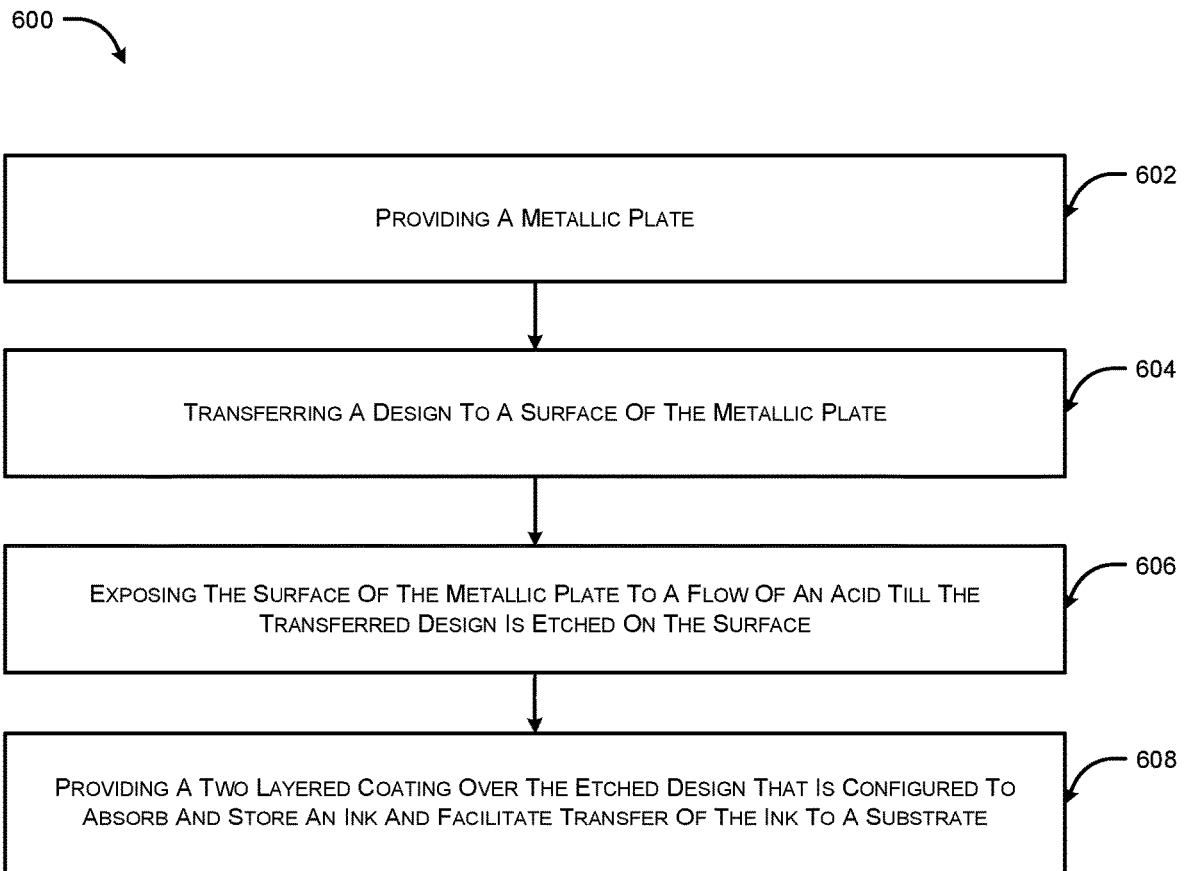 600
PROVIDING A METALLIC PLATE
602
TRANSFERRING A DESIGN TO A SURFACE OF THE METALLIC PLATE
604
EXPOSING THE SURFACE OF THE METALLIC PLATE TO A FLOW OF AN ACID TILL THE
TRANSFERRED DESIGN IS ETCHED ON THE SURFACE
606
PROVIDING A TWO LAYERED COATING OVER THE ETCHED DESIGN THAT IS CONFIGURED TO
ABSORB AND STORE AN INK AND FACILITATE TRANSFER OF THE INK TO A SUBSTRATE
608